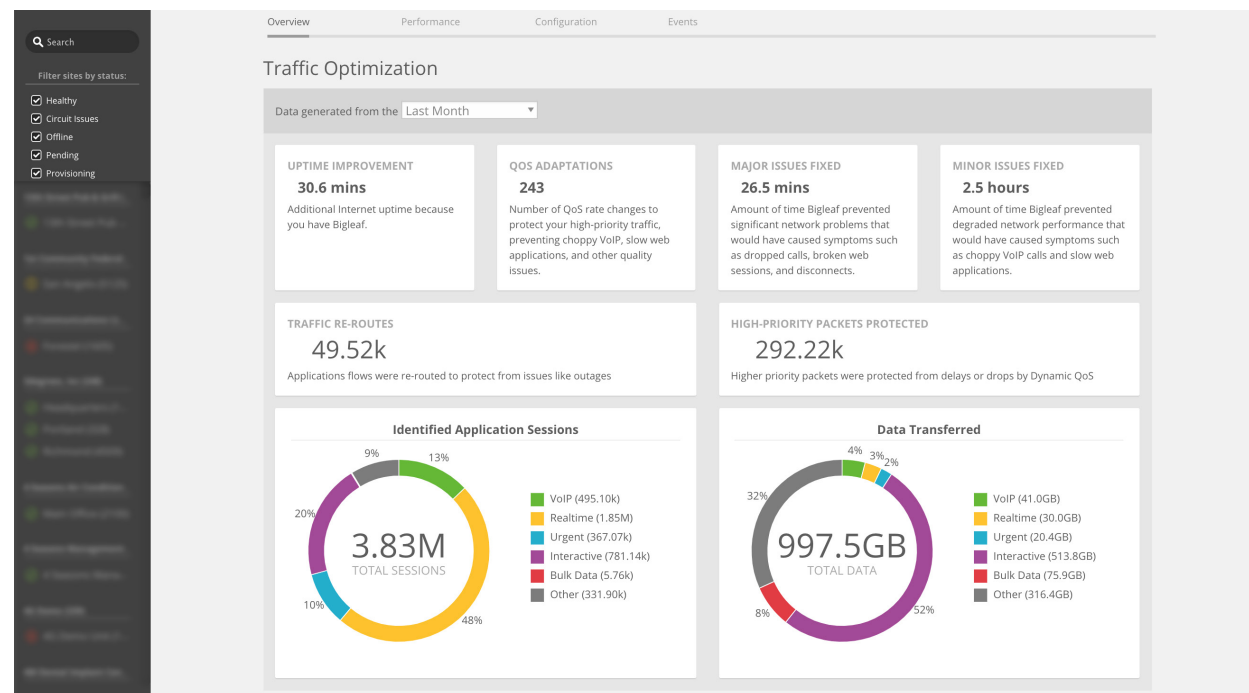 Search
Filter sites by status:
Healthy
Circuit Issues
Offline
Pending
Provisioning
Overview Performance Configuration Events
Traffic Optimization
Data generated from the Last Month
UPTIME IMPROVEMENT
30.6 mins
Additional Internet uptime because
you have Bigleaf.
QOS ADAPTATIONS
243
Number of QoS rate changes to
protect your high-priority traffic,
preventing choppy VoIP, slow web
applications, and other quality
issues.
MAJOR ISSUES FIXED
26.5 mins
Amount of time Bigleaf prevented
significant network problems that
would have caused symptoms such
as dropped calls, broken web
sessions, and disconnects.
MINOR ISSUES FIXED
2.5 hours
Amount of time Bigleaf prevented
degraded network performance that
would have caused symptoms such
as choppy VoIP calls and slow web
applications.
TRAFFIC RE-ROUTES
49.52k
Applications flows were re-routed to protect from issues like outages
HIGH-PRIORITY PACKETS PROTECTED
292.22k
Higher priority packets were protected from delays or drops by Dynamic QoS
Identified Application Sessions
9% 13%
20%
10%
48%
3.83M
TOTAL SESSIONS
VoIP (495.10k)
Realtime (1.85M)
Urgent (367.07k)
Interactive (781.14k)
Bulk Data (5.76k)
Other (331.90k)
Data Transferred
4% 3% 2%
32%
8%
52%
997.5GB
TOTAL DATA
VoIP (41.0GB)
Realtime (30.0GB)
Urgent (20.4GB)
Interactive (513.8GB)
Bulk Data (75.9GB)
Other (316.4GB)